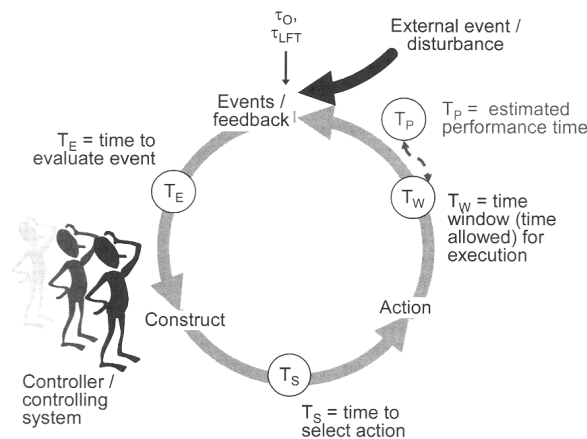 τO,
τLFT
External event /
disturbance
Events /
feedback
TP
TP = estimated
performance time
TE = time to
evaluate event
TE
TW
TW = time
window (time
allowed) for
execution
Construct
Action
TS
Controller /
controlling
system
TS = time to
select action